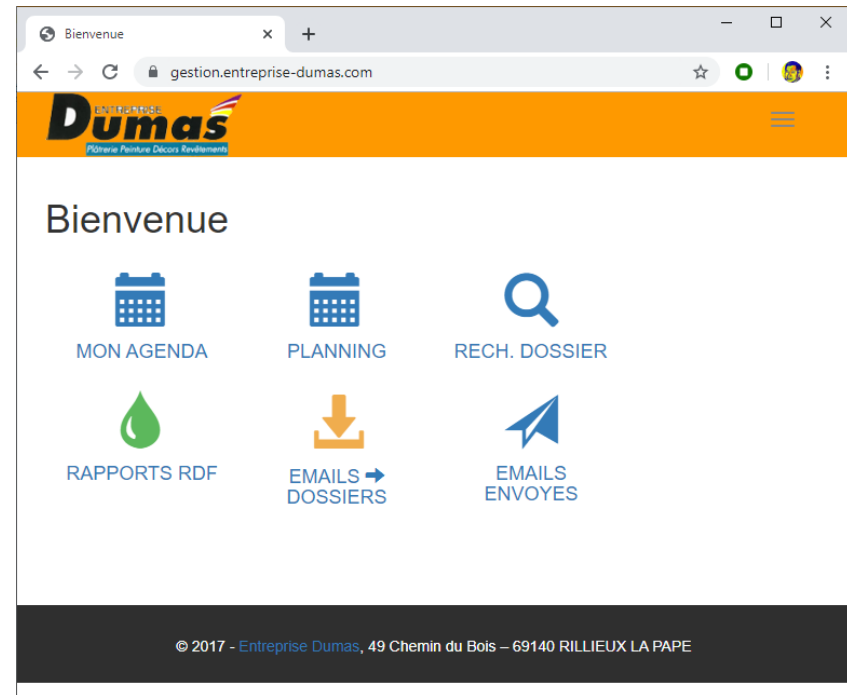 Bienvenue
gestion.entreprise-dumas.com
ENTREPRISE
Dumas
Plâtrerie Peinture Décors Revêtements
Bienvenue
MON AGENDA
PLANNING
RECH. DOSSIER
RAPPORTS RDF
EMAILS ➡
DOSSIERS
EMAILS
ENVOYES
© 2017 - Entreprise Dumas, 49 Chemin du Bois – 69140 RILLIEUX LA PAPE